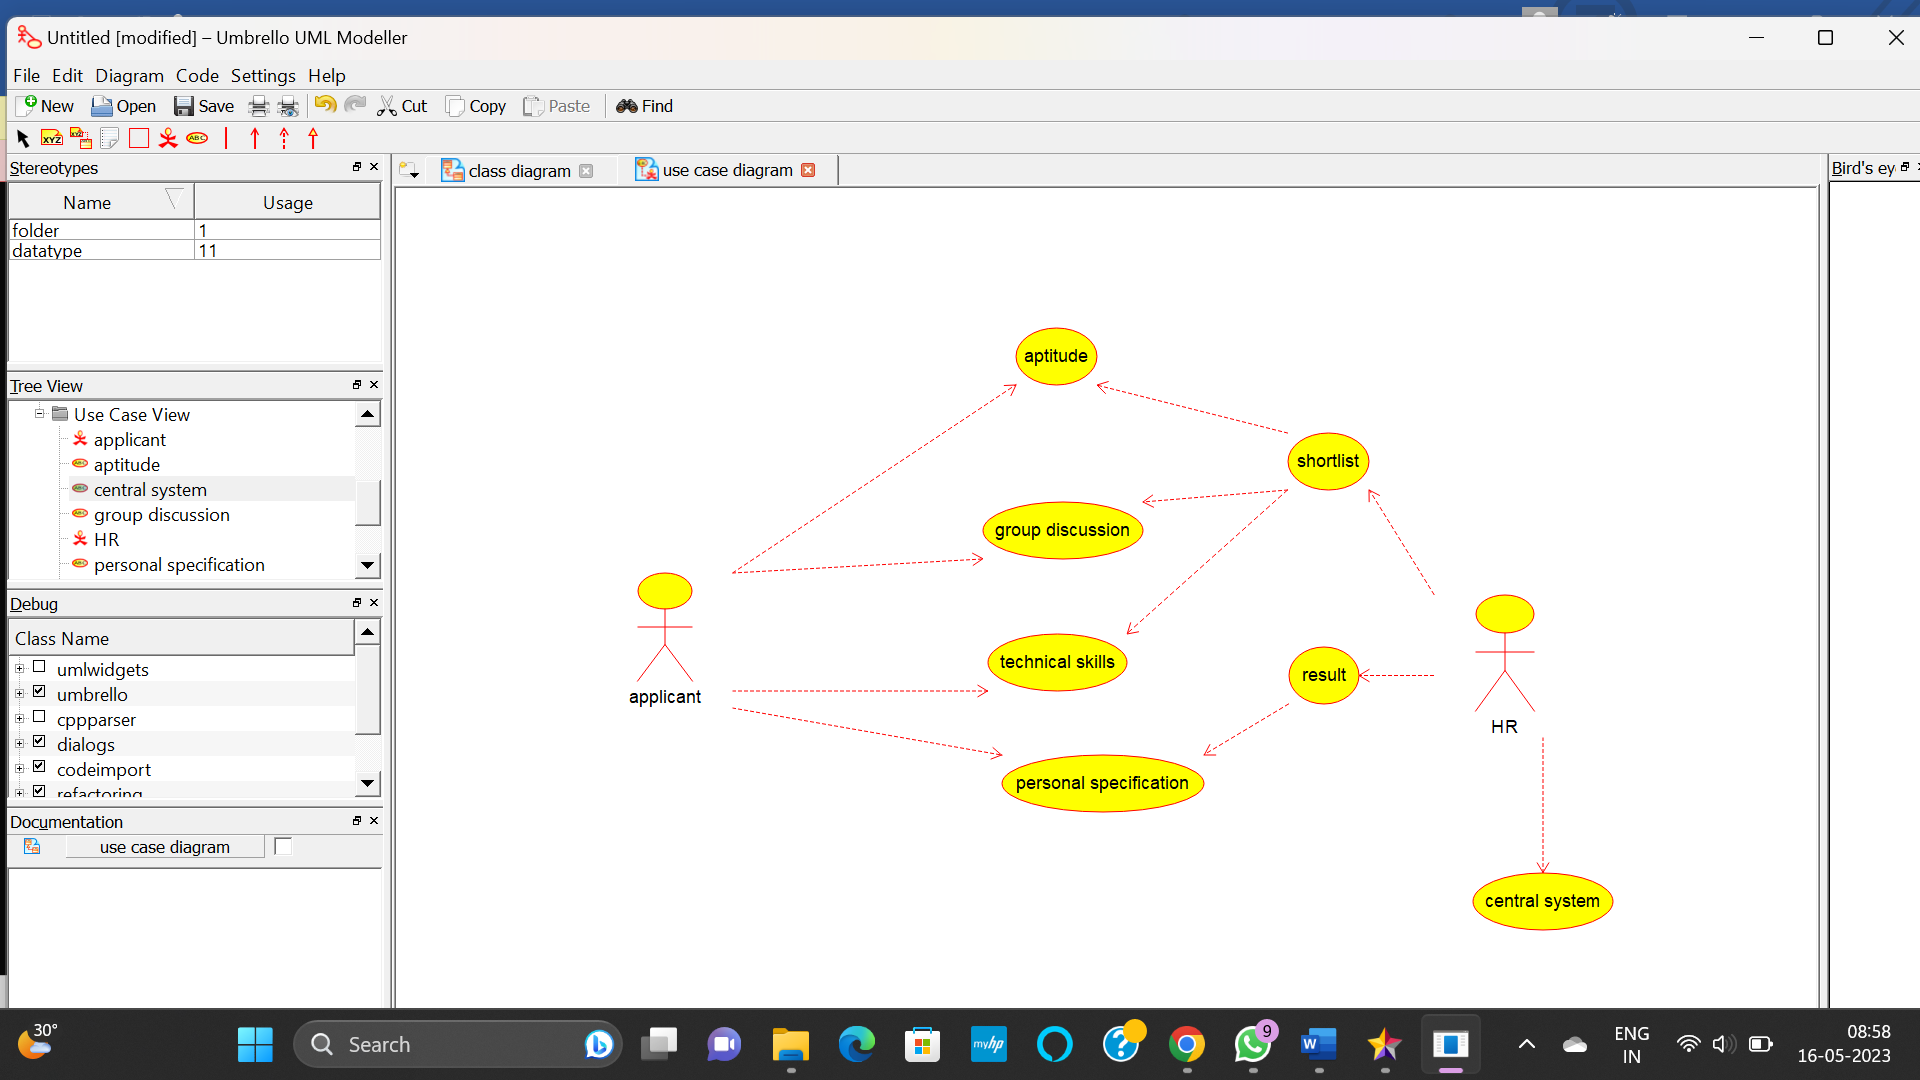 Untitled [modified] – Umbrello UML Modeller
File Edit Diagram Code Settings Help
New Open Save Cut Copy Paste Find
XYZ XYZ ABC
Stereotypes
Name Usage
folder 1
datatype 11
Tree View
Use Case View
applicant
aptitude
central system
group discussion
HR
personal specification
Debug
Class Name
umlwidgets
umbrello
cppparser
dialogs
codeimport
refactoring
Documentation
use case diagram
class diagram use case diagram
Bird's ey
aptitude
shortlist
group discussion
technical skills
result
applicant
HR
personal specification
central system
30°
Search
myhp
?
9
W
ENG
IN
08:58
16-05-2023